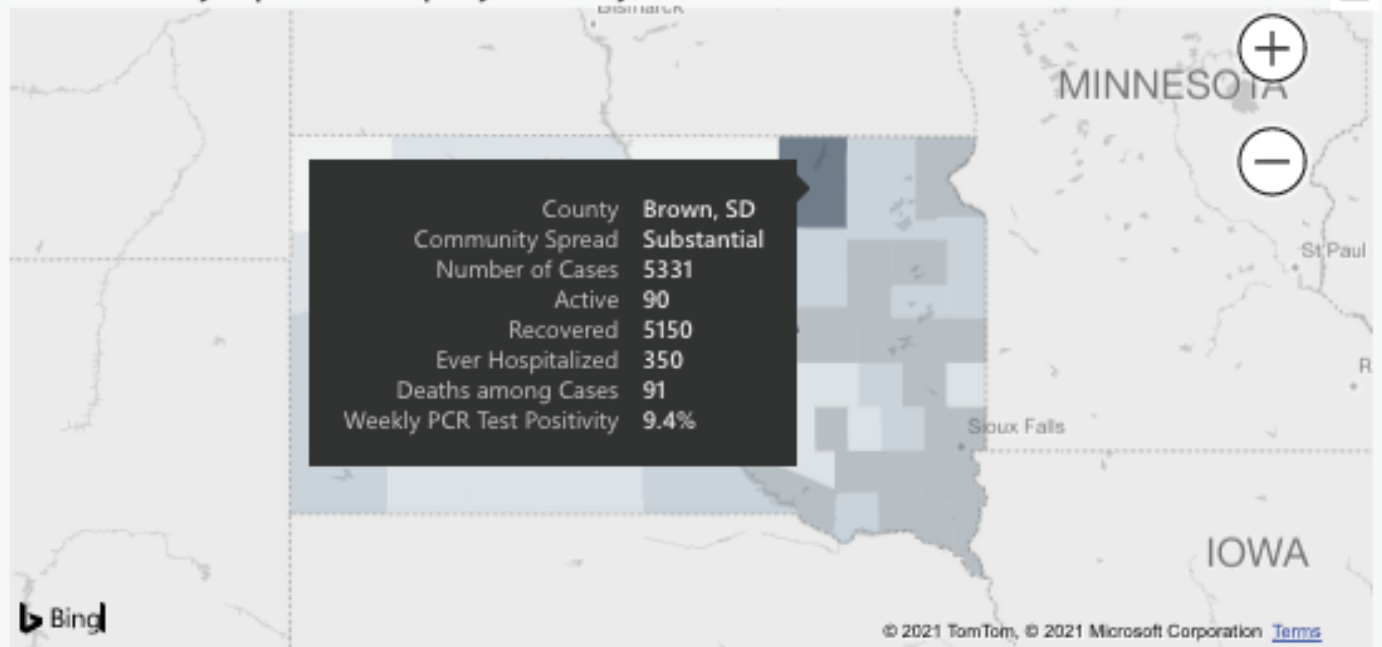 Bismarck
MINNESOTA
County Brown, SD
Community Spread Substantial
Number of Cases 5331
Active 90
Recovered 5150
Ever Hospitalized 350
Deaths among Cases 91
Weekly PCR Test Positivity 9.4%
St Paul
R
Sioux Falls
IOWA
Bing
© 2021 TomTom, © 2021 Microsoft Corporation Terms